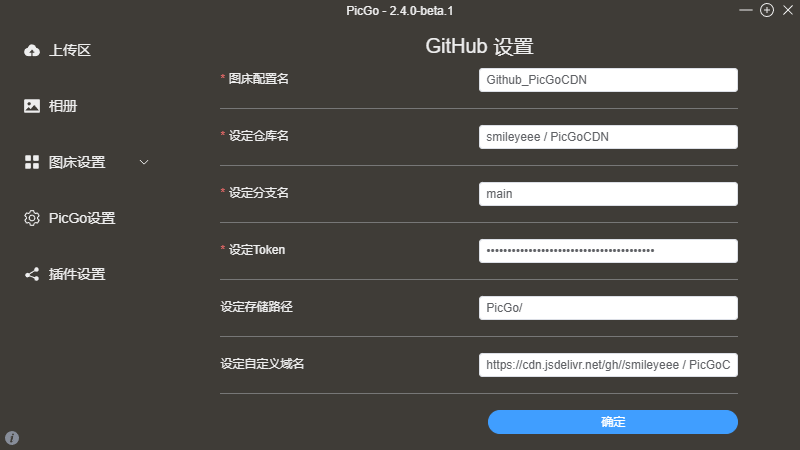 PicGo - 2.4.0-beta.1
上传区
相册
图床设置
PicGo设置
插件设置
GitHub 设置
* 图床配置名
Github_PicGoCDN
* 设定仓库名
smileyeee / PicGoCDN
* 设定分支名
main
* 设定Token
设定存储路径
PicGo/
设定自定义域名
https://cdn.jsdelivr.net/gh//smileyeee / PicGoC
确定